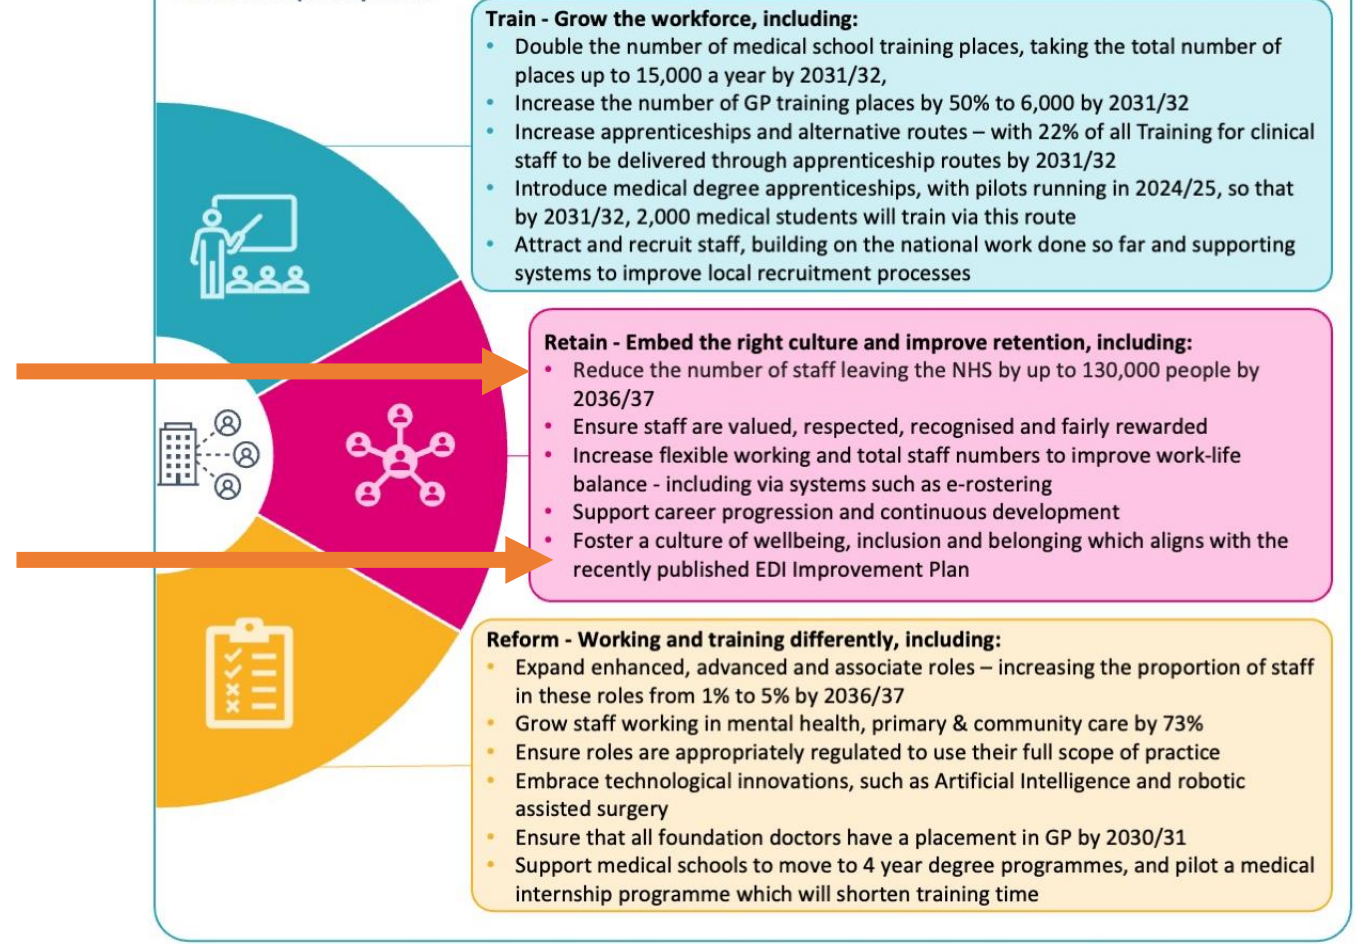 Train - Grow the workforce, including:
• Double the number of medical school training places, taking the total number of
places up to 15,000 a year by 2031/32,
• Increase the number of GP training places by 50% to 6,000 by 2031/32
• Increase apprenticeships and alternative routes – with 22% of all Training for clinical
staff to be delivered through apprenticeship routes by 2031/32
• Introduce medical degree apprenticeships, with pilots running in 2024/25, so that
by 2031/32, 2,000 medical students will train via this route
• Attract and recruit staff, building on the national work done so far and supporting
systems to improve local recruitment processes
Retain - Embed the right culture and improve retention, including:
• Reduce the number of staff leaving the NHS by up to 130,000 people by
2036/37
• Ensure staff are valued, respected, recognised and fairly rewarded
• Increase flexible working and total staff numbers to improve work-life
balance - including via systems such as e-rostering
• Support career progression and continuous development
• Foster a culture of wellbeing, inclusion and belonging which aligns with the
recently published EDI Improvement Plan
Reform - Working and training differently, including:
• Expand enhanced, advanced and associate roles – increasing the proportion of staff
in these roles from 1% to 5% by 2036/37
• Grow staff working in mental health, primary & community care by 73%
• Ensure roles are appropriately regulated to use their full scope of practice
• Embrace technological innovations, such as Artificial Intelligence and robotic
assisted surgery
• Ensure that all foundation doctors have a placement in GP by 2030/31
• Support medical schools to move to 4 year degree programmes, and pilot a medical
internship programme which will shorten training time